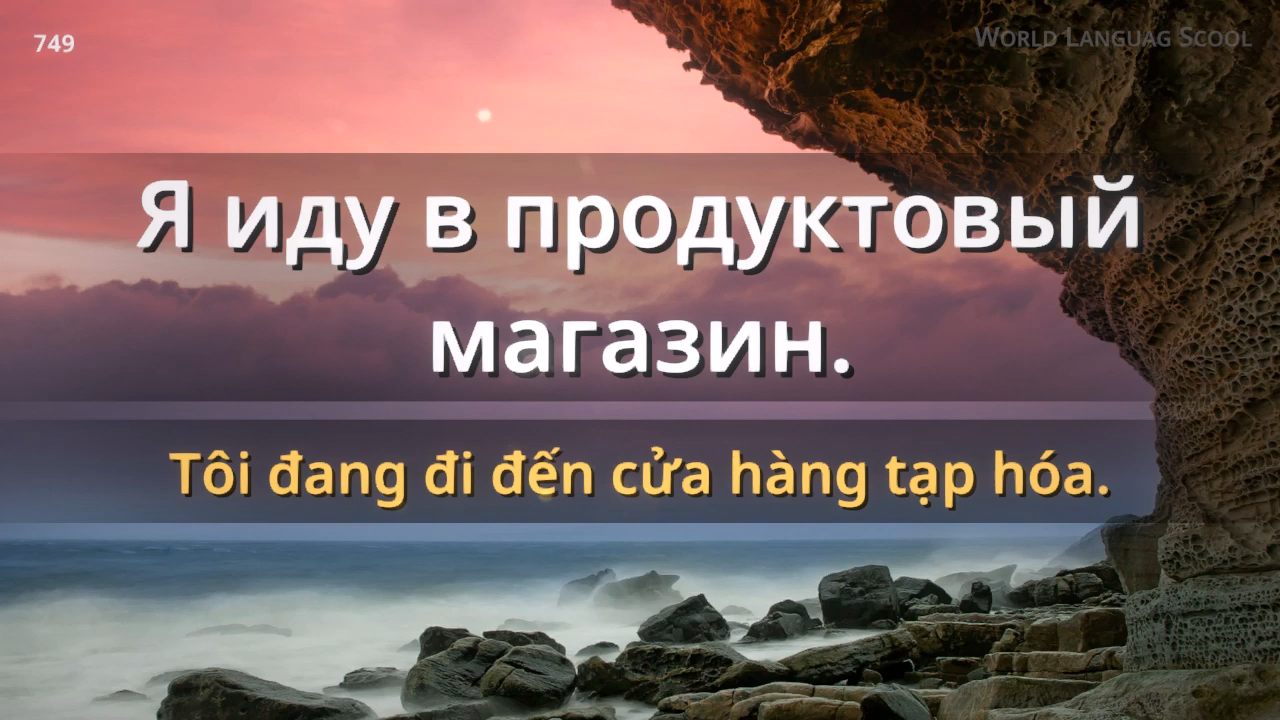 749
World Languag Scool
Я иду в продуктовый
магазин.
Tôi đang đi đến cửa hàng tạp hóa.